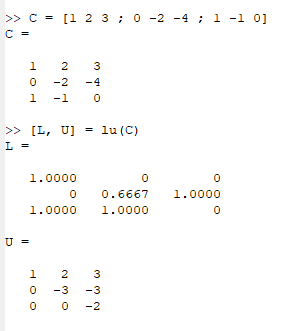 >> C = [1 2 3 ; 0 -2 -4 ; 1 -1 0]
C =
1 2 3
0 -2 -4
1 -1 0
>> [L, U] = lu(C)
L =
1.0000 0 0
0 0.6667 1.0000
1.0000 1.0000 0
U =
1 2 3
0 -3 -3
0 0 -2